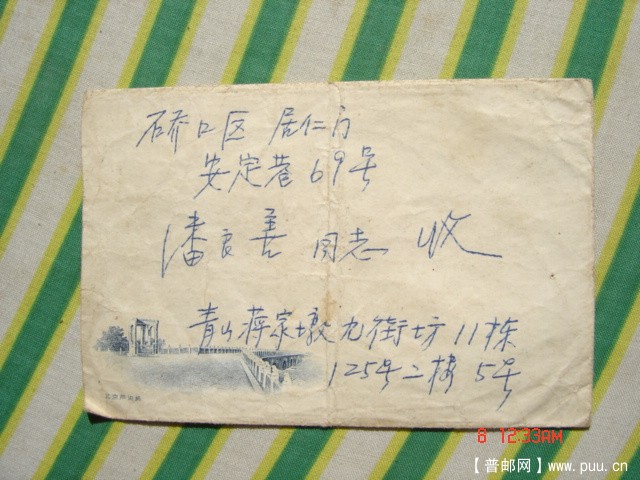 硚口区 居仁门
安定巷 69号
潘良善 同志 收
青山蒋家墩九街坊11栋
125号二楼 5号
8 12:33AM
【普邮网】www.puu.cn